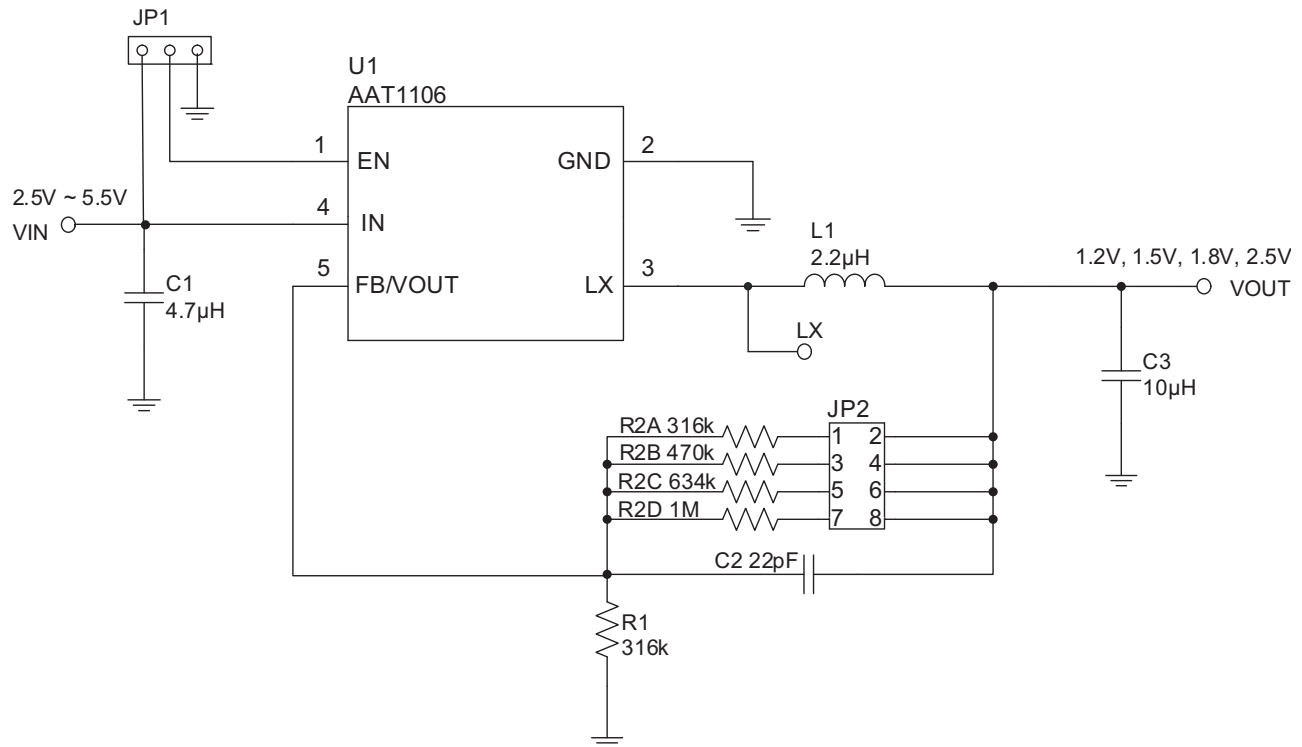 JP1
U1
AAT1106
1
EN
GND
2
2.5V ~ 5.5V
VIN
4
IN
C1
4.7µH
5
FB/VOUT
LX
3
L1
2.2µH
LX
1.2V, 1.5V, 1.8V, 2.5V
VOUT
C3
10µH
JP2
R2A 316k
1 2
R2B 470k
3 4
R2C 634k
5 6
R2D 1M
7 8
C2 22pF
R1
316k